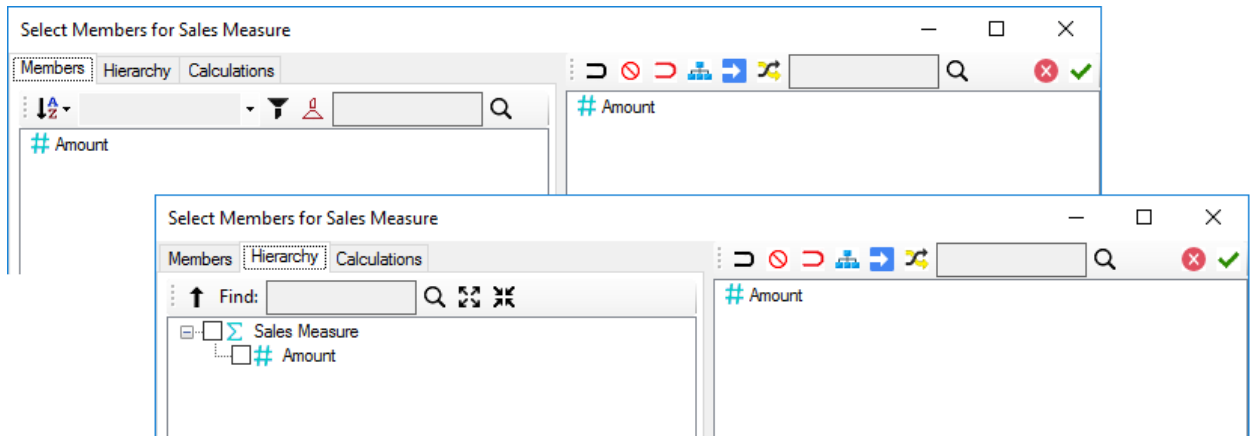 Select Members for Sales Measure
Members Hierarchy Calculations
Amount
Amount
Select Members for Sales Measure
Members Hierarchy Calculations
Find:
Sales Measure
Amount
Amount